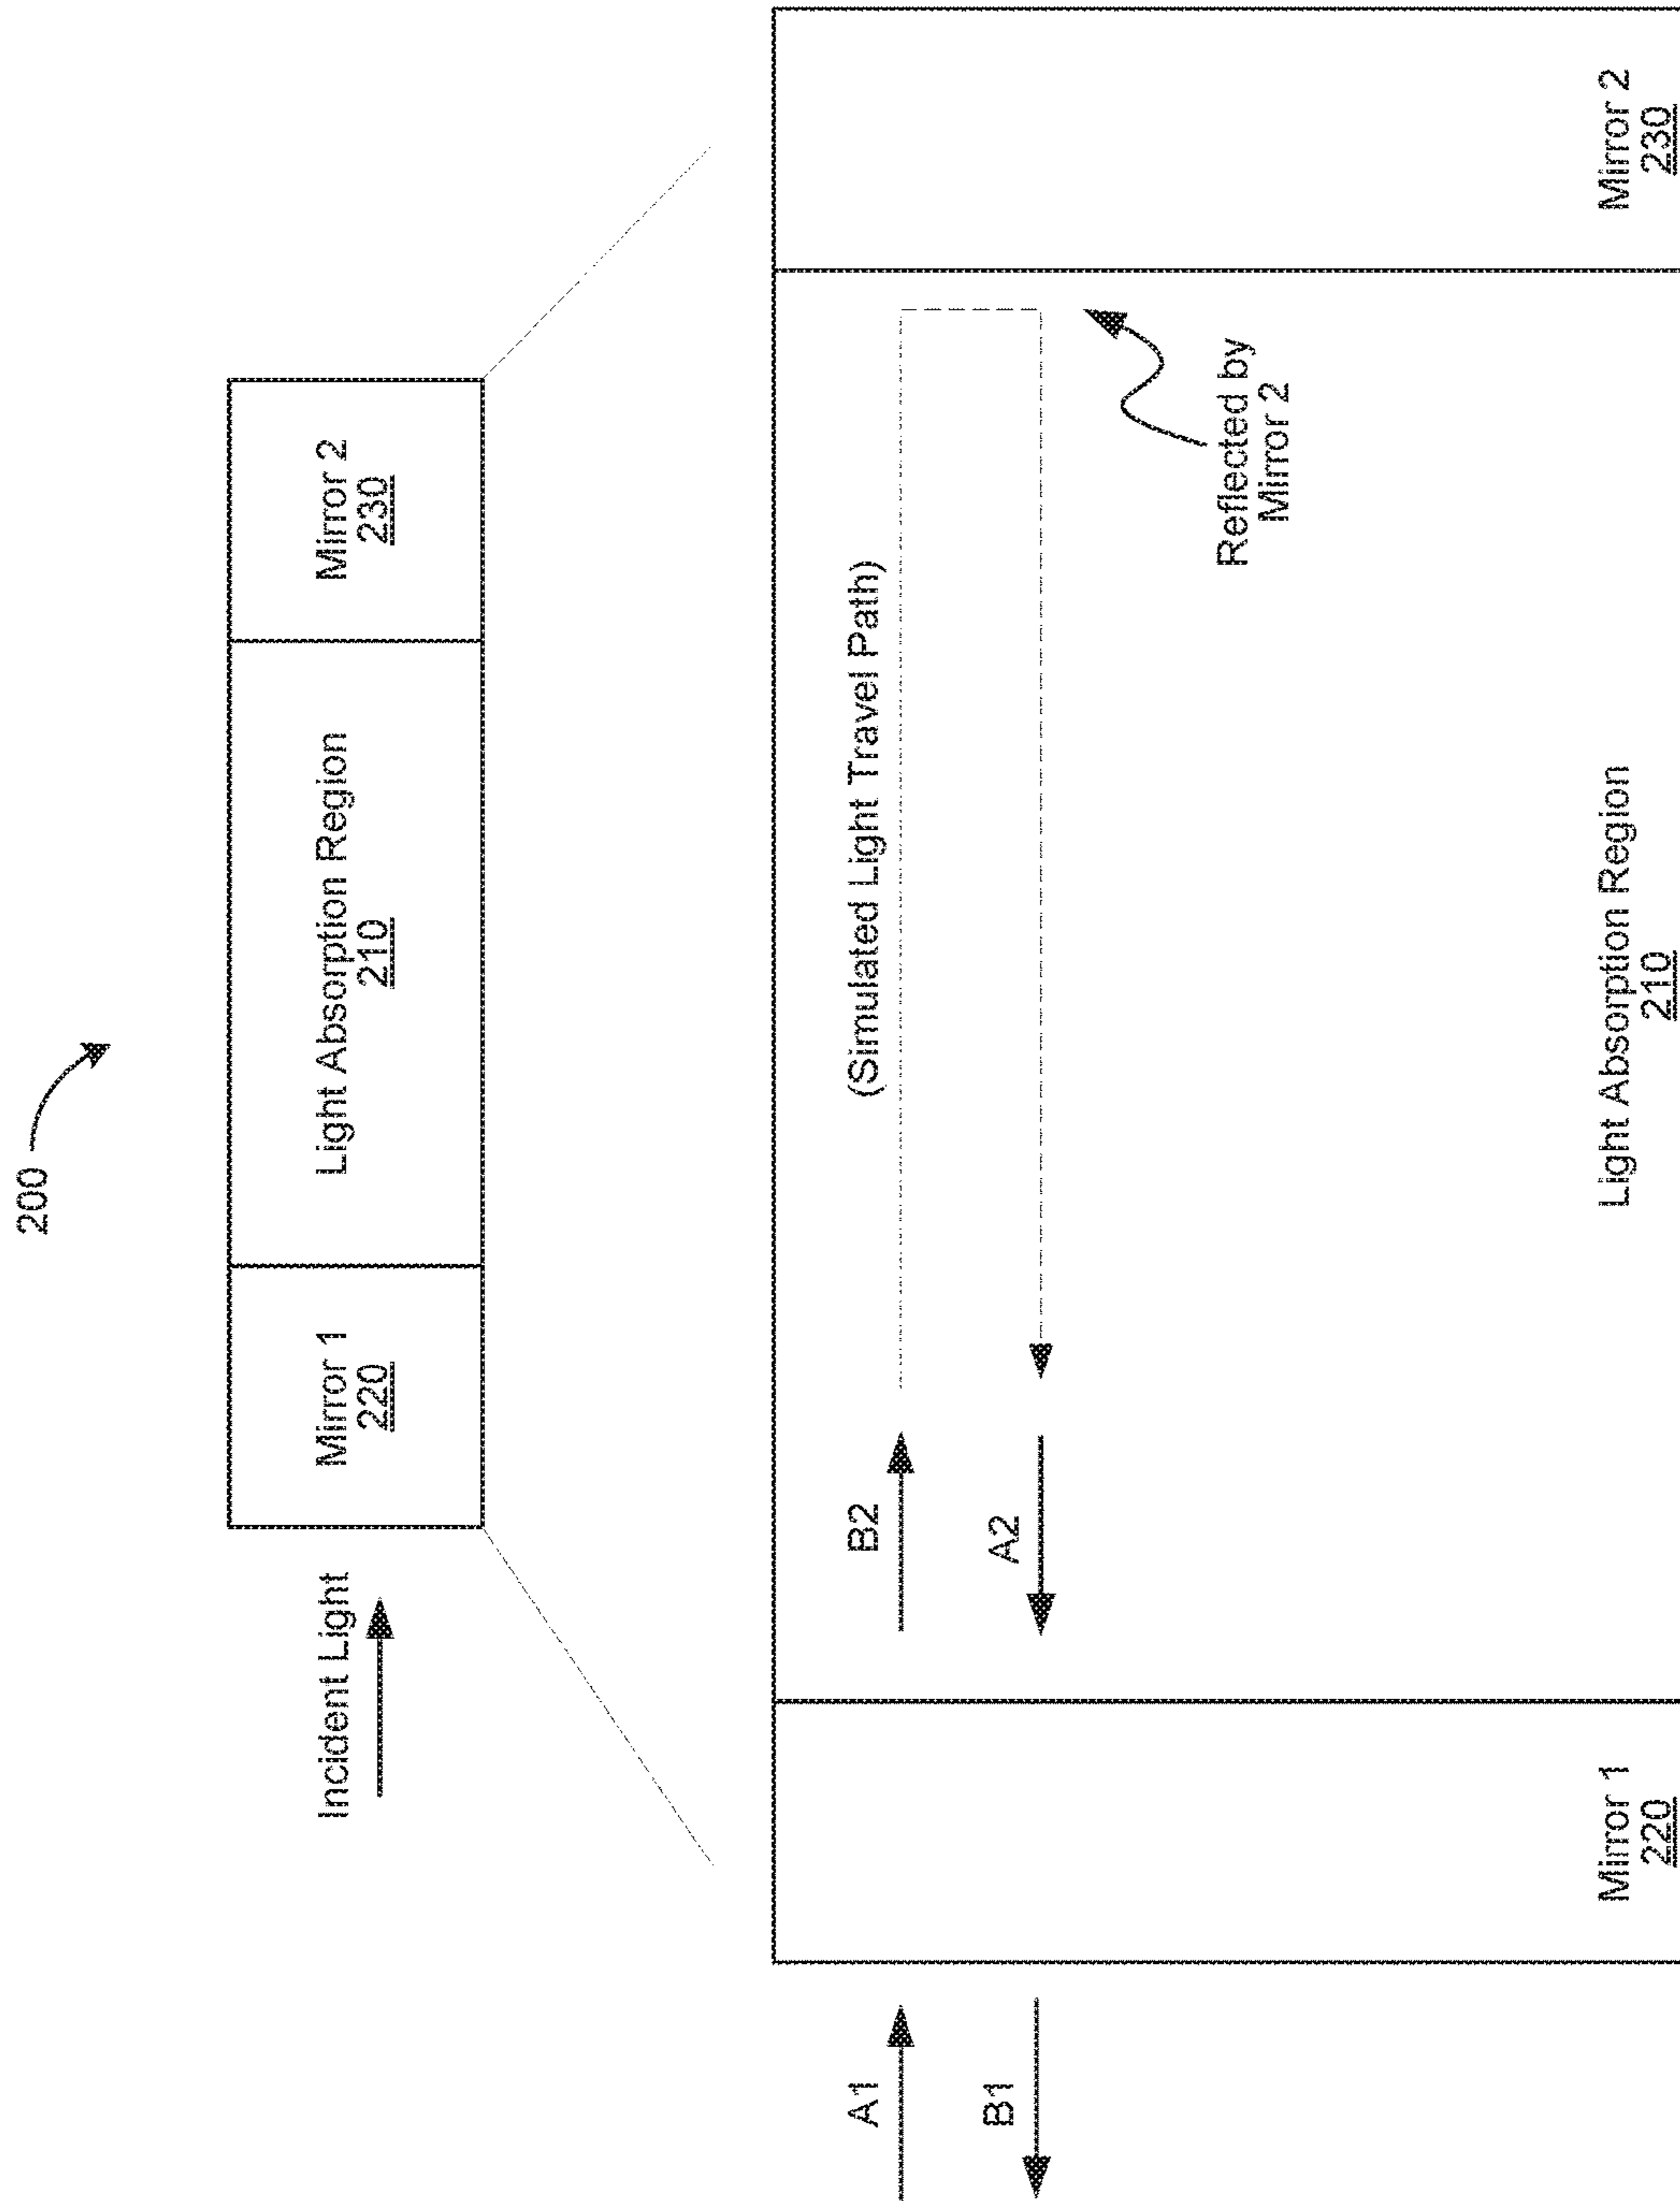 200
Incident Light
Mirror 1
220
Light Absorption Region
210
Mirror 2
230
A1
B1
B2
A2
(Simulated Light Travel Path)
Reflected by
Mirror 2
Mirror 1
220
Light Absorption Region
210
Mirror 2
230